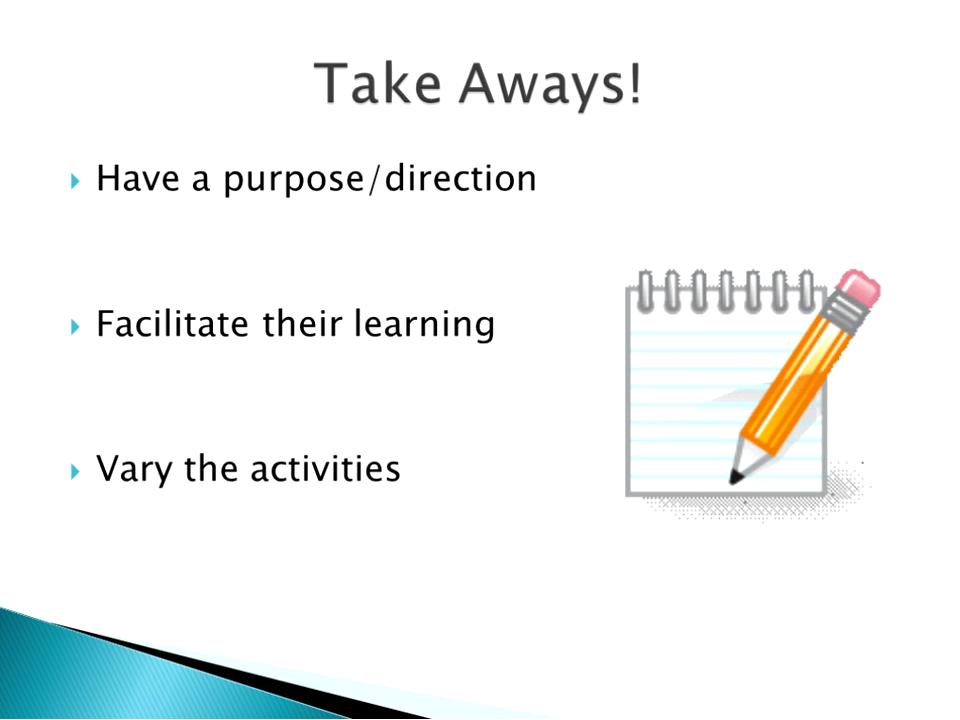 Take Aways!
Have a purpose/direction
Facilitate their learning
Vary the activities